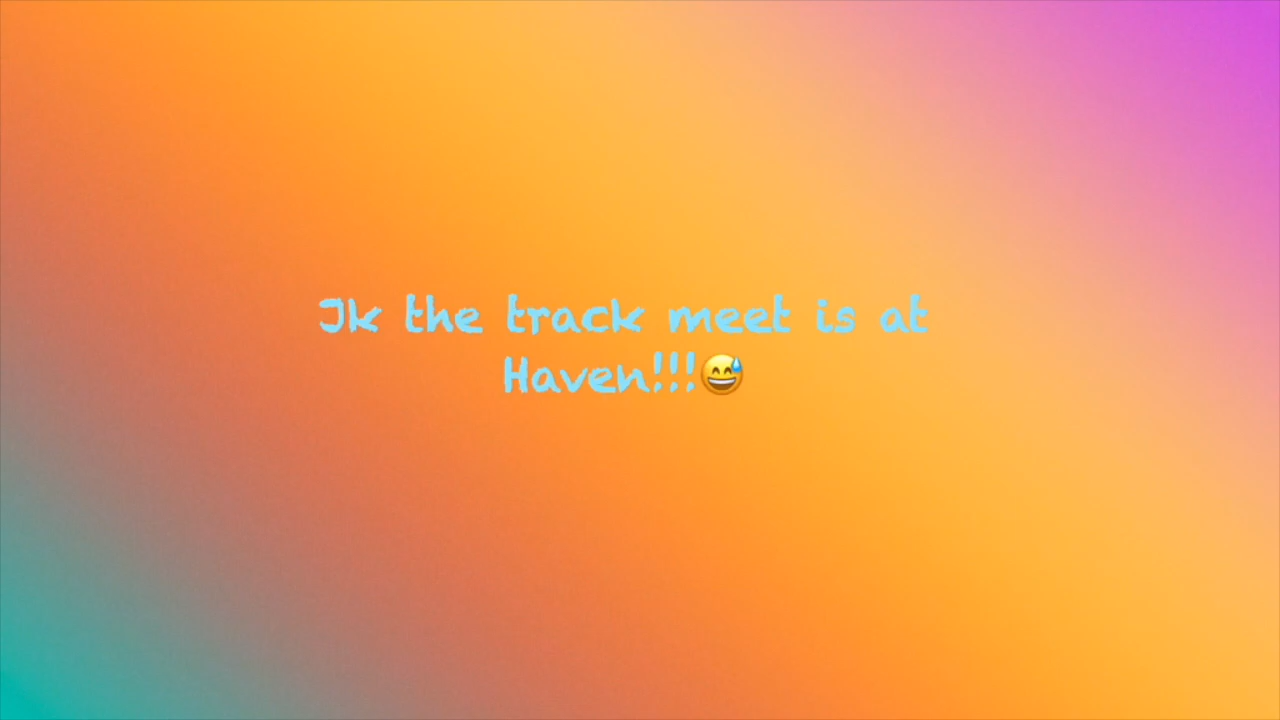 Jk the track meet is at
Haven!!!😅